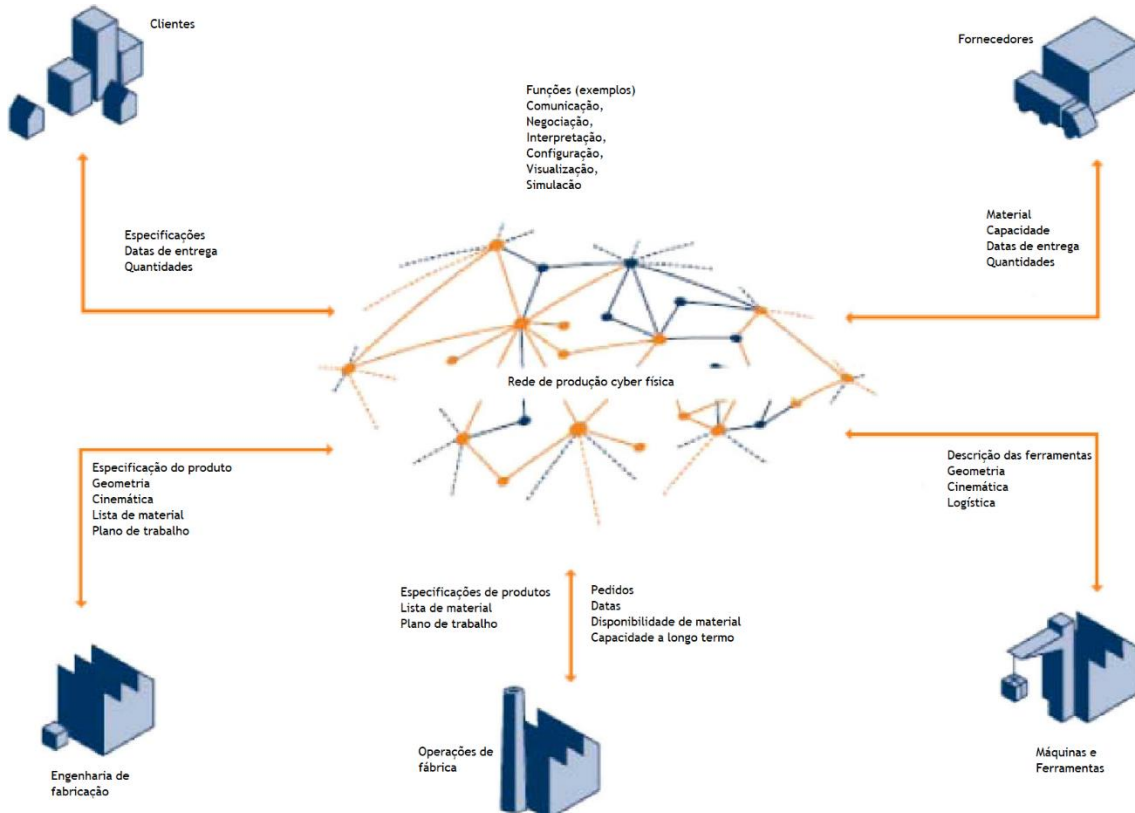 Clientes
Fornecedores
Funções (exemplos)
Comunicação,
Negociação,
Interpretação,
Configuração,
Visualização,
Simulacão
Especificações
Datas de entrega
Quantidades
Material
Capacidade
Datas de entrega
Quantidades
Rede de produção cyber física
Especificação do produto
Geometria
Cinemática
Lista de material
Plano de trabalho
Descrição das ferramentas
Geometria
Cinemática
Logística
Especificações de produtos
Lista de material
Plano de trabalho
Pedidos
Datas
Disponibilidade de material
Capacidade a longo termo
Engenharia de
fabricação
Operações de
fábrica
Máquinas e
Ferramentas